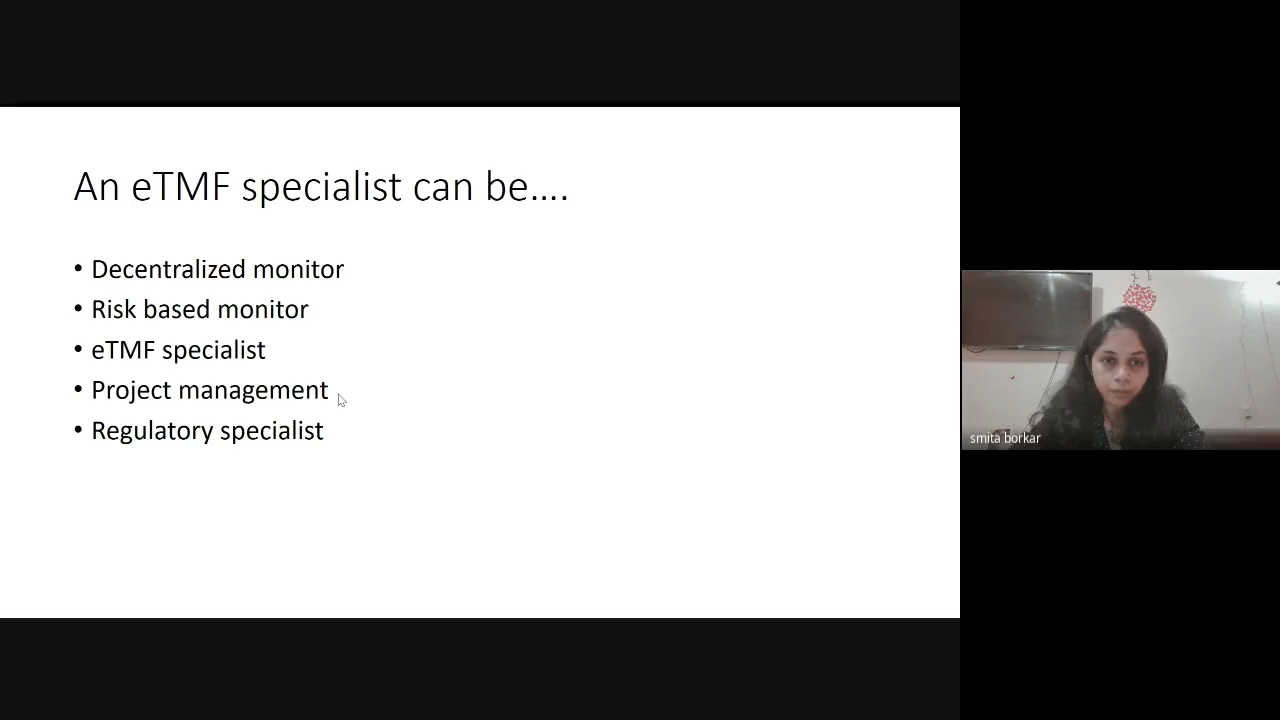 An eTMF specialist can be....
• Decentralized monitor
• Risk based monitor
• eTMF specialist
• Project management
• Regulatory specialist
smita borkar